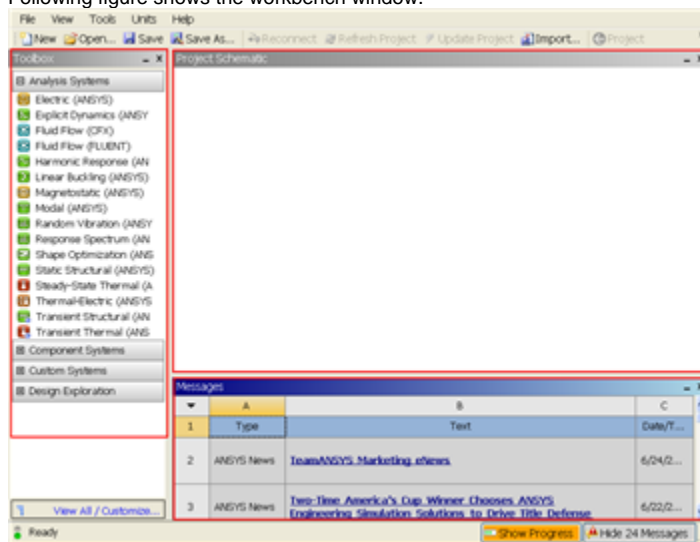 Following figure shows the workbench window.
File View Tools Units Help
New Open... Save Save As... Reconnect Refresh Project Update Project Import... Project
Toolbox
Project Schematic
Analysis Systems
Electric (ANSYS)
Explicit Dynamics (ANSY
Fluid Flow (CFX)
Fluid Flow (FLUENT)
Harmonic Response (AN
Linear Buckling (ANSYS)
Magnetostatic (ANSYS)
Modal (ANSYS)
Random Vibration (ANSY
Response Spectrum (AN
Shape Optimization (ANS
Static Structural (ANSYS)
Steady-State Thermal (A
Thermal-Electric (ANSYS
Transient Structural (AN
Transient Thermal (ANS
Component Systems
Custom Systems
Design Exploration
View All / Customize...
Messages
A B C
1 Type Text Date/T...
2 ANSYS News TeamANSYS Marketing eNews 6/24/2...
3 ANSYS News Two-Time America's Cup Winner Chooses ANSYS
Engineering Simulation Solutions to Drive Title Defense 6/22/2...
Ready Show Progress Hide 24 Messages